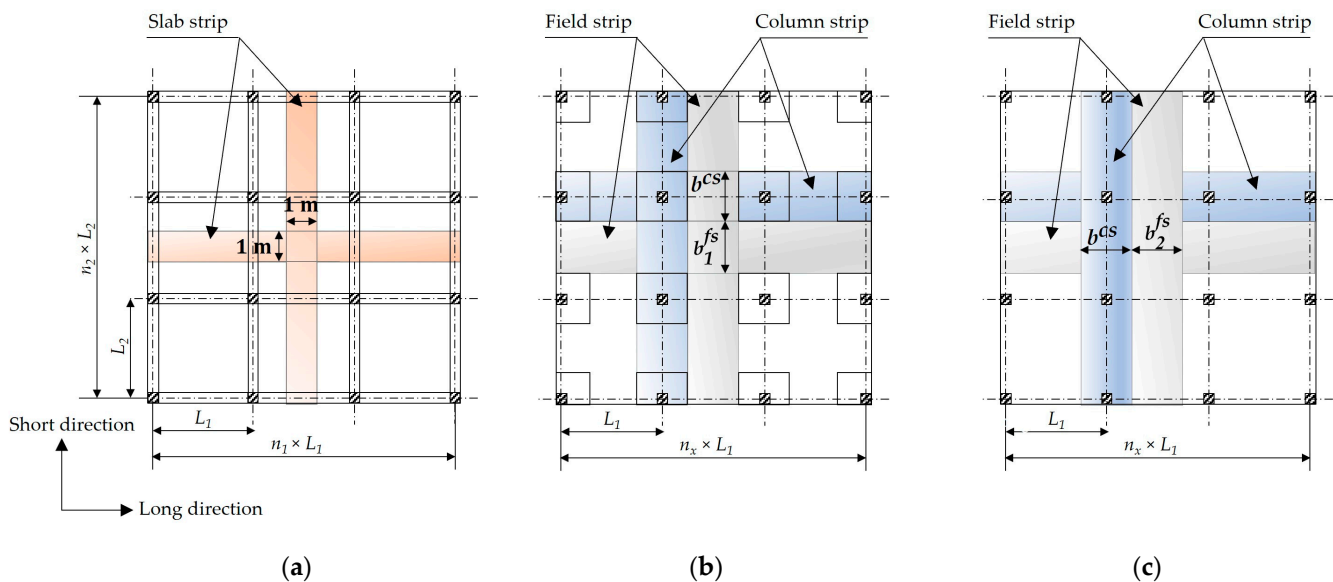 Slab strip
Field strip
Column strip
Field strip
Column strip
1 m
1 m
n₂ × L₂
L₂
L₁
n₁ × L₁
Short direction
Long direction
bᶜˢ
b₁ᶠˢ
L₁
nₓ × L₁
bᶜˢ
b₂ᶠˢ
L₁
nₓ × L₁
(a)
(b)
(c)